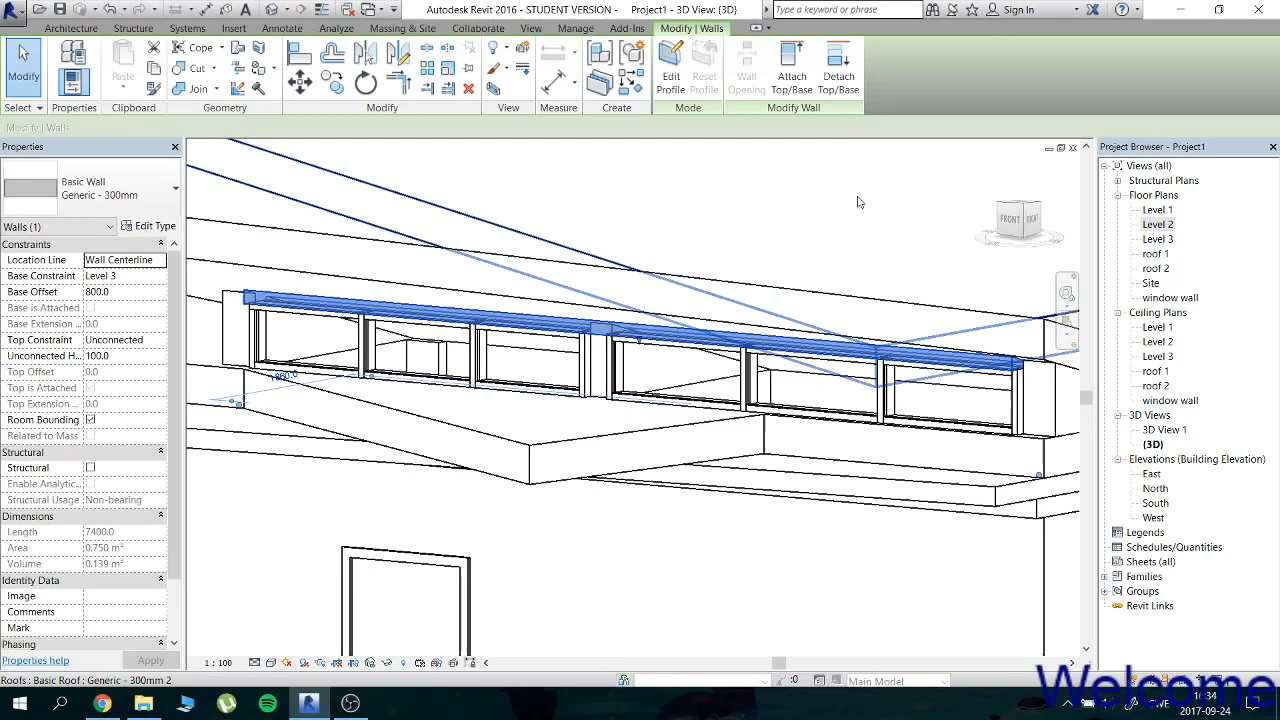 Autodesk Revit 2016 - STUDENT VERSION - Project1 - 3D View: {3D}
Type a keyword or phrase
Sign In
Architecture Structure Systems Insert Annotate Analyze Massing & Site Collaborate View Manage Add-Ins Modify | Walls
Modify
Properties
Paste
Cope
Cut
Join
Edit Profile
Reset Profile
Wall Opening
Attach Top/Base
Detach Top/Base
Select Properties Clipboard Geometry Modify View Measure Create Mode Modify Wall
Modify | Walls
Properties
Basic Wall
Generic - 300mm
Walls (1)
Edit Type
Constraints
Location Line Wall Centerline
Base Constraint Level 3
Base Offset 800.0
Base is Attached
Base Extension 0.0
Top Constraint Unconnected
Unconnected H... 100.0
Top Offset 0.0
Top is Attached
Top Extension ... 0.0
Room Bounding
Related to Mass
Structural
Structural
Enable Analytic...
Structural Usage Non-bearing
Dimensions
Length 7400.0
Area 0.750 m²
Volume 0.139 m³
Identity Data
Image
Comments
Mark
Phasing
Properties help
Apply
FRONT
RIGHT
1 : 100
Project Browser - Project1
Views (all)
Structural Plans
Floor Plans
Level 1
Level 2
Level 3
roof 1
roof 2
Site
window wall
Ceiling Plans
Level 1
Level 2
Level 3
roof 1
roof 2
window wall
3D Views
3D View 1
{3D}
Elevations (Building Elevation)
East
North
South
West
Legends
Schedules/Quantities
Sheets (all)
Families
Groups
Revit Links
Roofs : Basic Roof : Generic - 300mm 2
:0
Main Model
Welcome
SWE
16:34
2017-09-24